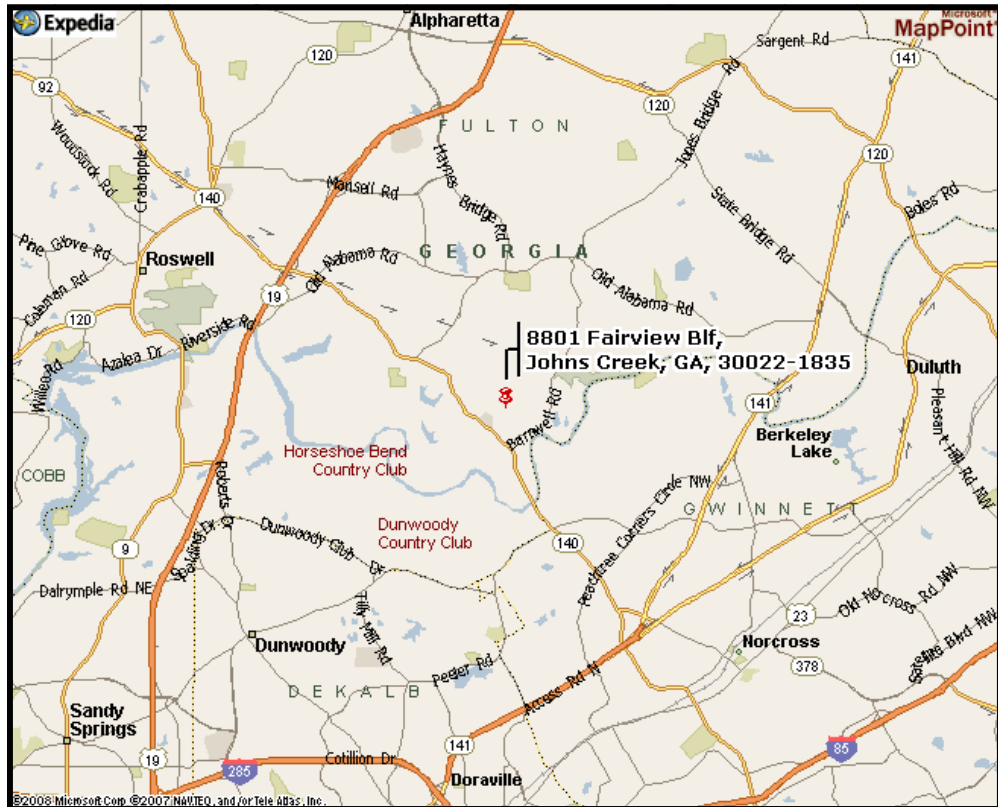 Expedia
Alpharetta
Microsoft®
MapPoint®
Sargent Rd
141
120
92
120
Jones Bridge Rd
FULTON
120
Woodstock Rd
Crabapple Rd
Haynes Bridge Rd
Mansell Rd
140
State Bridge Rd
Boles Rd
Pine Grove Rd
Roswell
Old Alabama Rd
GEORGIA
Old Alabama Rd
Coleman Rd
19
120
Riverside Rd
Azalea Dr
Willeo Rd
8801 Fairview Blf,
Johns Creek, GA, 30022-1835
Duluth
141
Barnwell Rd
Pleasant Hill Rd NW
Berkeley
Lake
Horseshoe Bend
Country Club
COBB
Roberts Dr
Peachtree Corners Circle NW
GWINNETT
Dunwoody
Country Club
Dunwoody Club Dr
Spalding Dr
9
140
Dalrymple Rd NE
Tilly Mill Rd
Old Norcross Rd NW
23
Dunwoody
Norcross
378
Peeler Rd
DEKALB
Access Rd N
Blvd NW
Sandy
Springs
141
85
19
Cotillion Dr
285
Doraville
©2008 Microsoft Corp ©2007 NAVTEQ, and/or Tele Atlas, Inc.